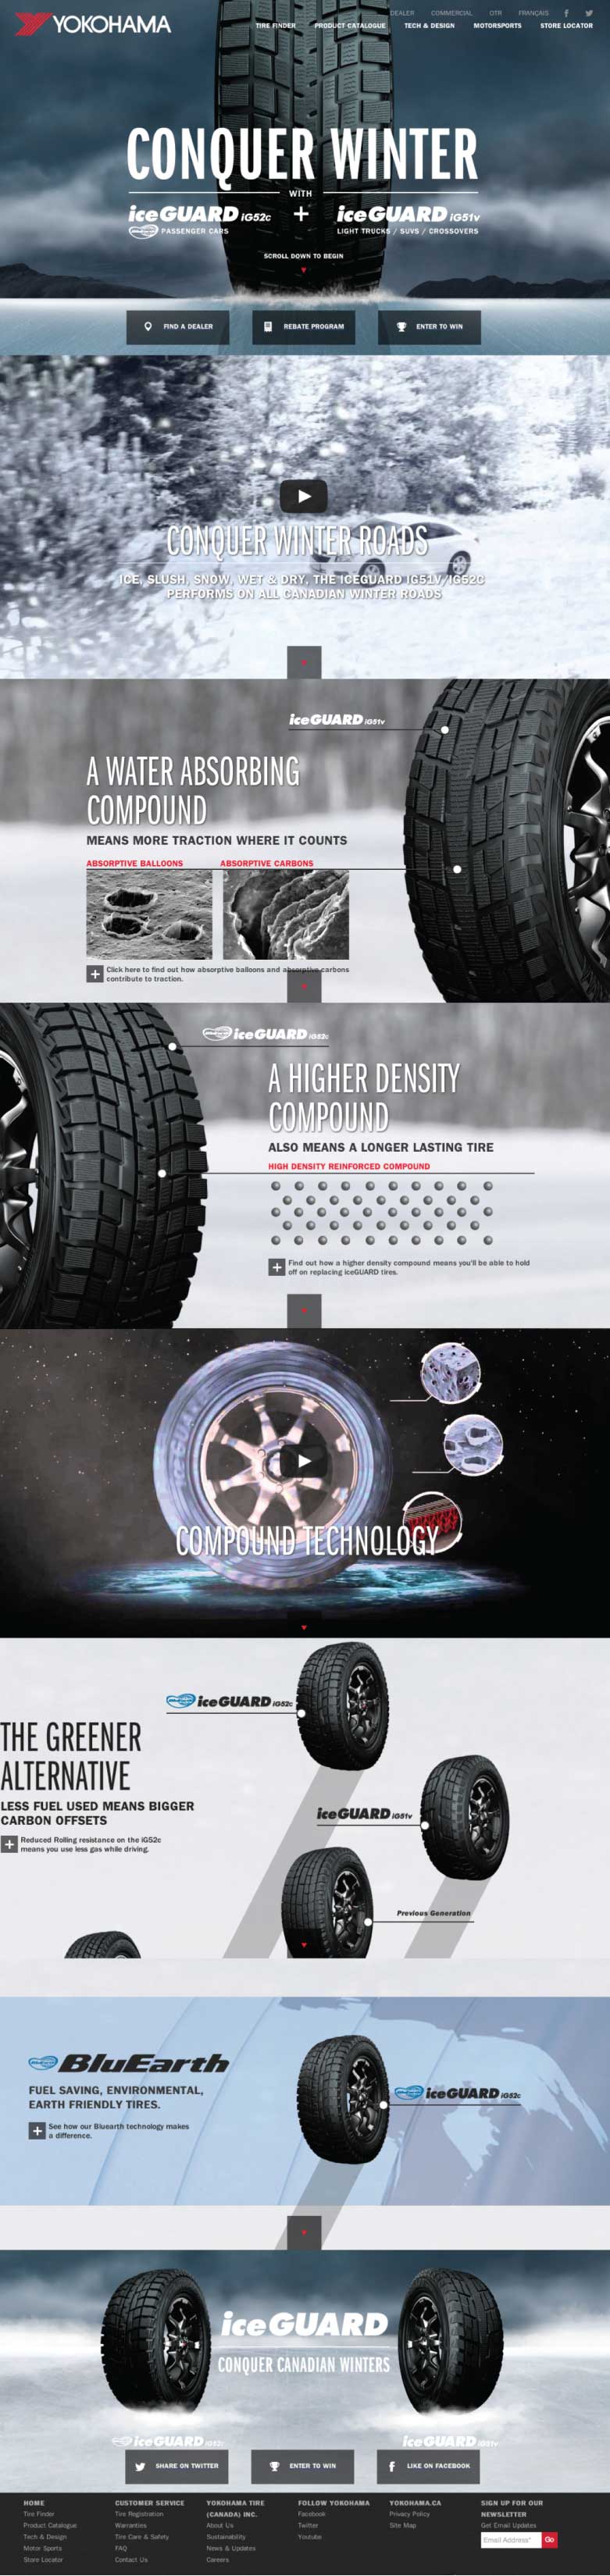 YOKOHAMA
DEALER COMMERCIAL OTR FRANÇAIS
TIRE FINDER PRODUCT CATALOGUE TECH & DESIGN MOTORSPORTS STORE LOCATOR
CONQUER WINTER
WITH
iceGUARD iG52c + iceGUARD iG51v
PASSENGER CARS LIGHT TRUCKS / SUVS / CROSSOVERS
SCROLL DOWN TO BEGIN
FIND A DEALER REBATE PROGRAM ENTER TO WIN
CONQUER WINTER ROADS
ICE, SLUSH, SNOW, WET & DRY, THE ICEGUARD IG51V/IG52C
PERFORMS ON ALL CANADIAN WINTER ROADS
iceGUARD iG51v
A WATER ABSORBING
COMPOUND
MEANS MORE TRACTION WHERE IT COUNTS
ABSORPTIVE BALLOONS ABSORPTIVE CARBONS
Click here to find out how absorptive balloons and absorptive carbons
contribute to traction.
iceGUARD iG52c
A HIGHER DENSITY
COMPOUND
ALSO MEANS A LONGER LASTING TIRE
HIGH DENSITY REINFORCED COMPOUND
Find out how a higher density compound means you'll be able to hold
off on replacing iceGUARD tires.
COMPOUND TECHNOLOGY
iceGUARD iG52c
THE GREENER
ALTERNATIVE
LESS FUEL USED MEANS BIGGER
CARBON OFFSETS
Reduced Rolling resistance on the iG52c
means you use less gas while driving.
iceGUARD iG51v
Previous Generation
BluEarth
FUEL SAVING, ENVIRONMENTAL,
EARTH FRIENDLY TIRES.
See how our Bluearth technology makes
a difference.
iceGUARD iG52c
iceGUARD
CONQUER CANADIAN WINTERS
iceGUARD iG52c iceGUARD iG51v
SHARE ON TWITTER ENTER TO WIN LIKE ON FACEBOOK
HOME
Tire Finder
Product Catalogue
Tech & Design
Motor Sports
Store Locator
CUSTOMER SERVICE
Tire Registration
Warranties
Tire Care & Safety
FAQ
Contact Us
YOKOHAMA TIRE
(CANADA) INC.
About Us
Sustainability
News & Updates
Careers
FOLLOW YOKOHAMA
Facebook
Twitter
Youtube
YOKOHAMA.CA
Privacy Policy
Site Map
SIGN UP FOR OUR
NEWSLETTER
Get Email Updates
Email Address* Go